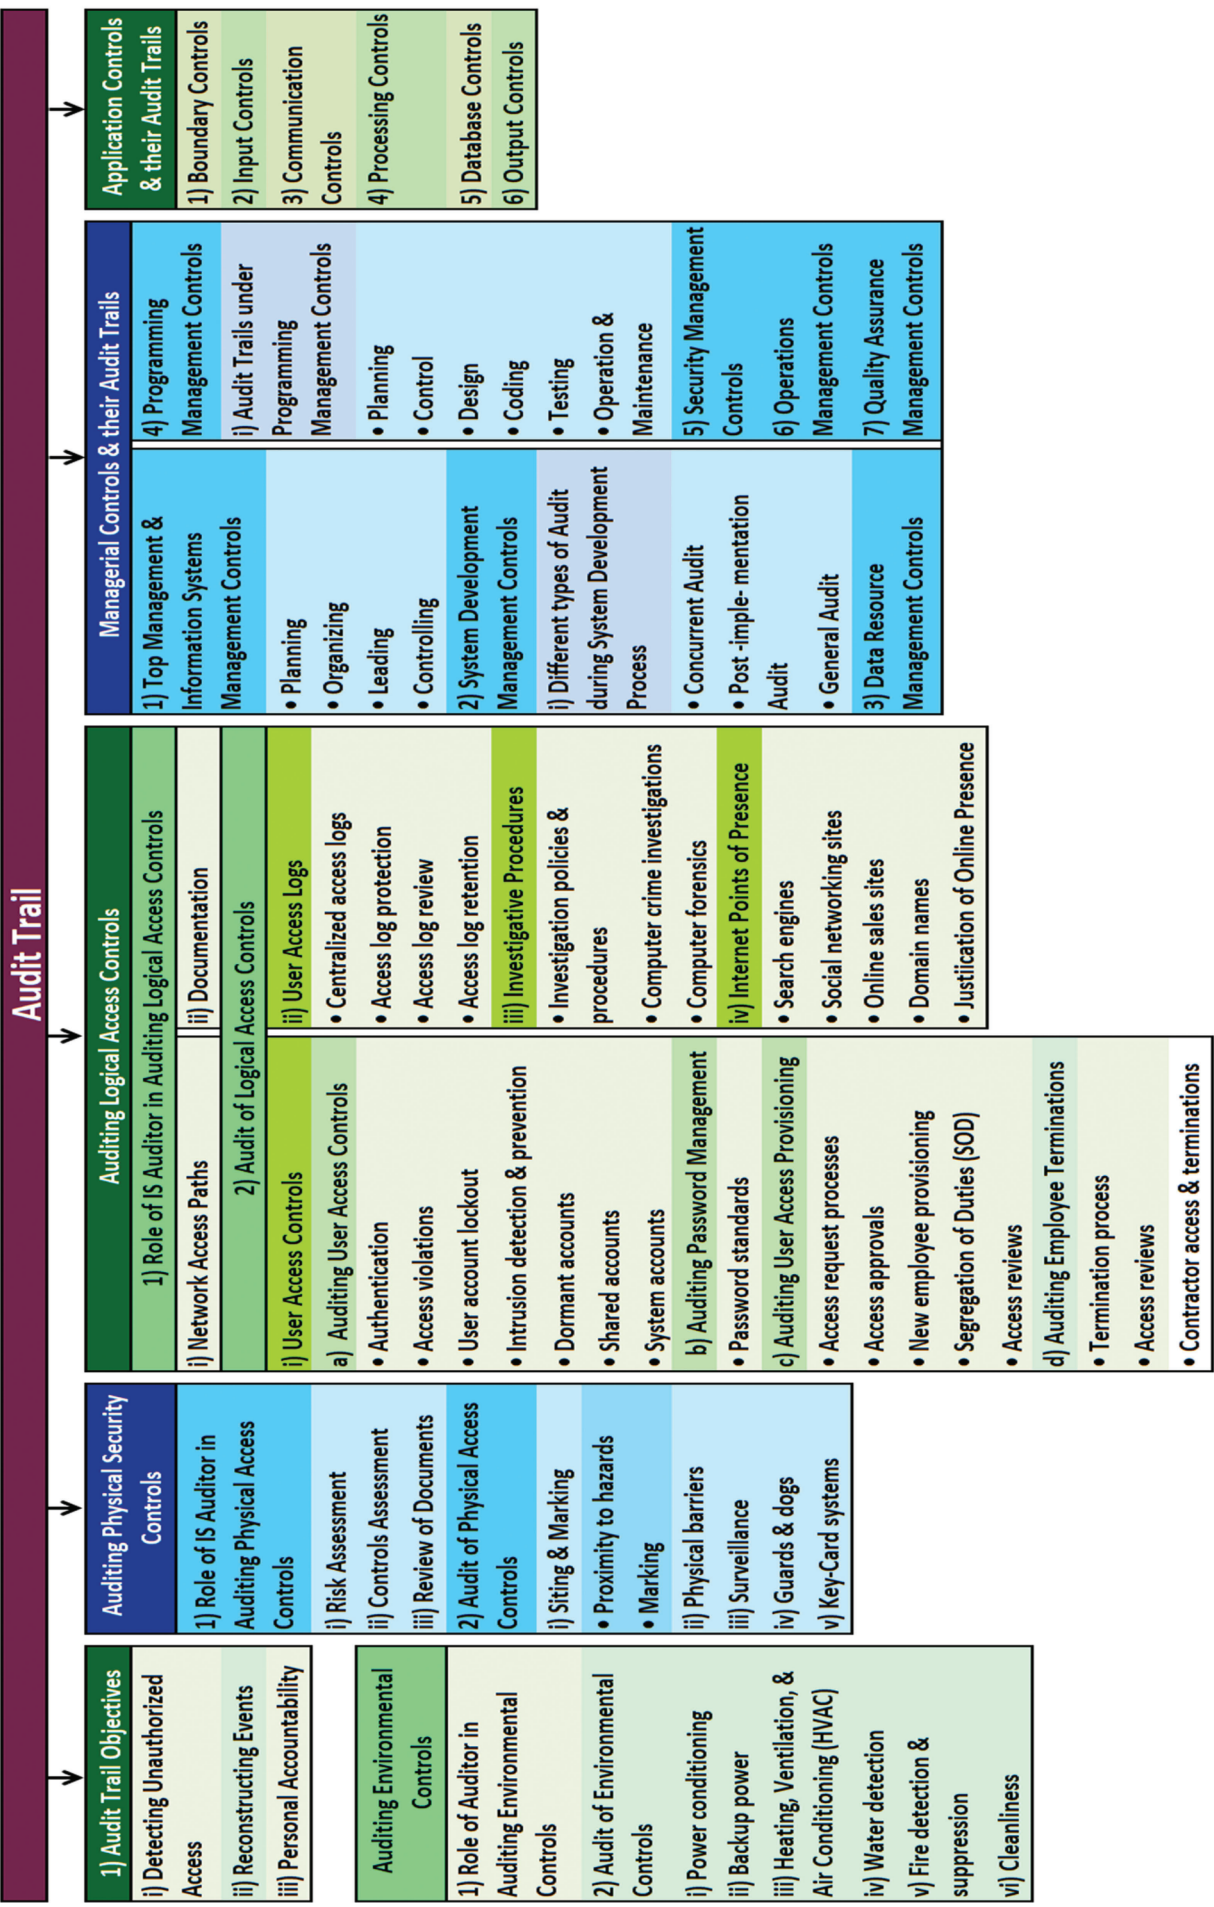 Audit Trail
1) Audit Trail Objectives
i) Detecting Unauthorized
Access
ii) Reconstructing Events
iii) Personal Accountability
Auditing Environmental
Controls
1) Role of Auditor in
Auditing Environmental
Controls
2) Audit of Environmental
Controls
i) Power conditioning
ii) Backup power
iii) Heating, Ventilation, &
Air Conditioning (HVAC)
iv) Water detection
v) Fire detection &
suppression
vi) Cleanliness
Auditing Physical Security
Controls
1) Role of IS Auditor in
Auditing Physical Access
Controls
i) Risk Assessment
ii) Controls Assessment
iii) Review of Documents
2) Audit of Physical Access
Controls
i) Siting & Marking
• Proximity to hazards
• Marking
ii) Physical barriers
iii) Surveillance
iv) Guards & dogs
v) Key-Card systems
Auditing Logical Access Controls
1) Role of IS Auditor in Auditing Logical Access Controls
i) Network Access Paths
ii) Documentation
2) Audit of Logical Access Controls
i) User Access Controls
a) Auditing User Access Controls
• Authentication
• Access violations
• User account lockout
• Intrusion detection & prevention
• Dormant accounts
• Shared accounts
• System accounts
b) Auditing Password Management
• Password standards
c) Auditing User Access Provisioning
• Access request processes
• Access approvals
• New employee provisioning
• Segregation of Duties (SOD)
• Access reviews
d) Auditing Employee Terminations
• Termination process
• Access reviews
• Contractor access & terminations
ii) User Access Logs
• Centralized access logs
• Access log protection
• Access log review
• Access log retention
iii) Investigative Procedures
• Investigation policies &
procedures
• Computer crime investigations
• Computer forensics
iv) Internet Points of Presence
• Search engines
• Social networking sites
• Online sales sites
• Domain names
• Justication of Online Presence
Managerial Controls & their Audit Trails
1) Top Management &
Information Systems
Management Controls
• Planning
• Organizing
• Leading
• Controlling
2) System Development
Management Controls
i) Different types of Audit
during System Development
Process
• Concurrent Audit
• Post -imple- mentation
Audit
• General Audit
3) Data Resource
Management Controls
4) Programming
Management Controls
i) Audit Trails under
Programming
Management Controls
• Planning
• Control
• Design
• Coding
• Testing
• Operation &
Maintenance
5) Security Management
Controls
6) Operations
Management Controls
7) Quality Assurance
Management Controls
Application Controls
& their Audit Trails
1) Boundary Controls
2) Input Controls
3) Communication
Controls
4) Processing Controls
5) Database Controls
6) Output Controls